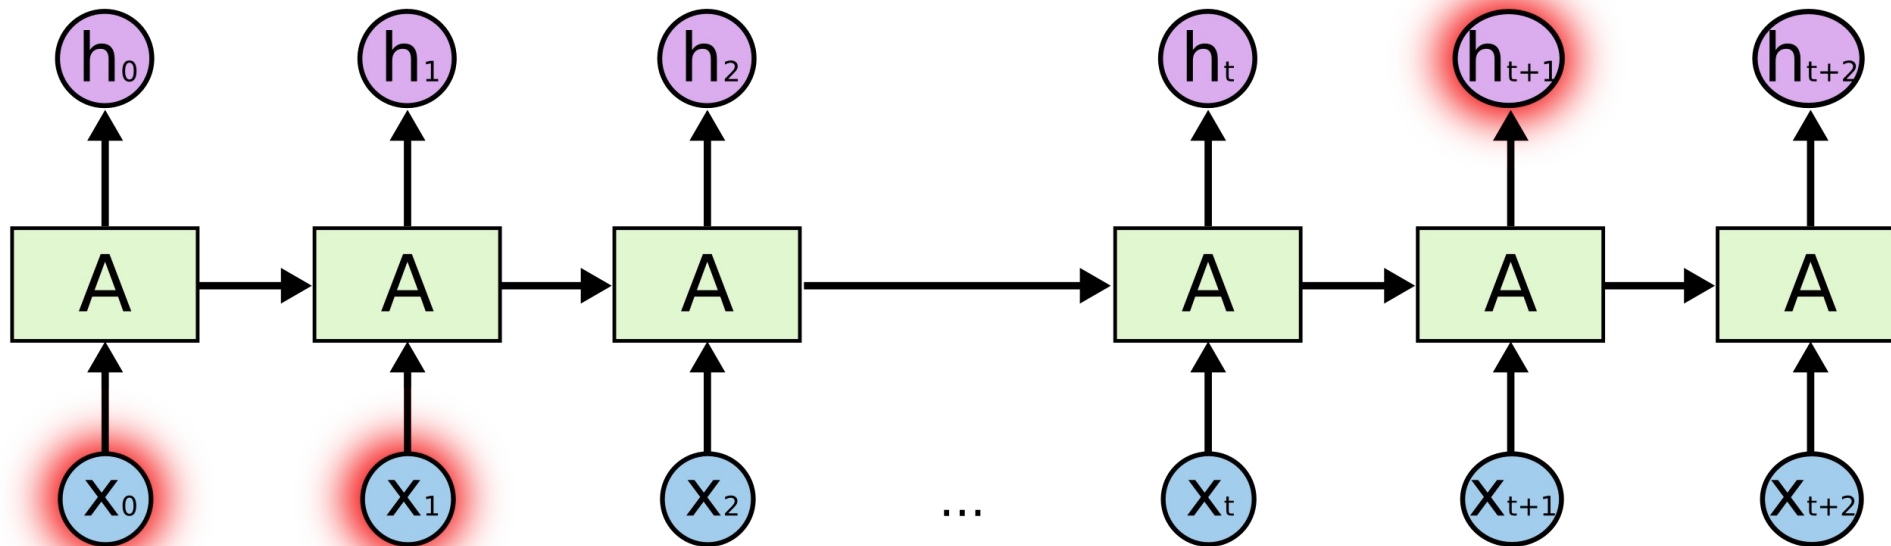 h₀ h₁ h₂ hₜ hₜ₊₁ hₜ₊₂
A A A A A A
x₀ x₁ x₂ ... xₜ xₜ₊₁ xₜ₊₂